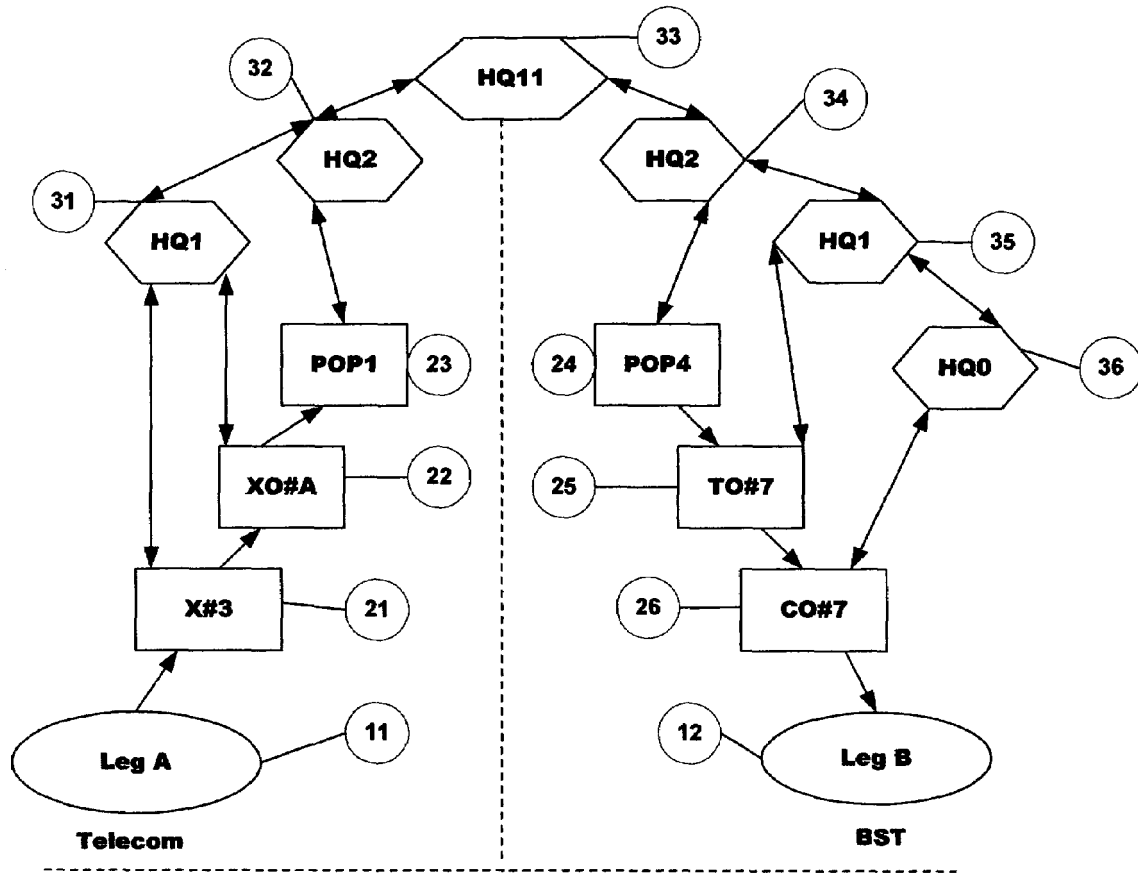 33
HQ11
32
34
HQ2
HQ2
31
HQ1
HQ1
35
POP1
23
24
POP4
HQ0
36
XO#A
22
25
TO#7
X#3
21
26
CO#7
Leg A
11
12
Leg B
Telecom
BST